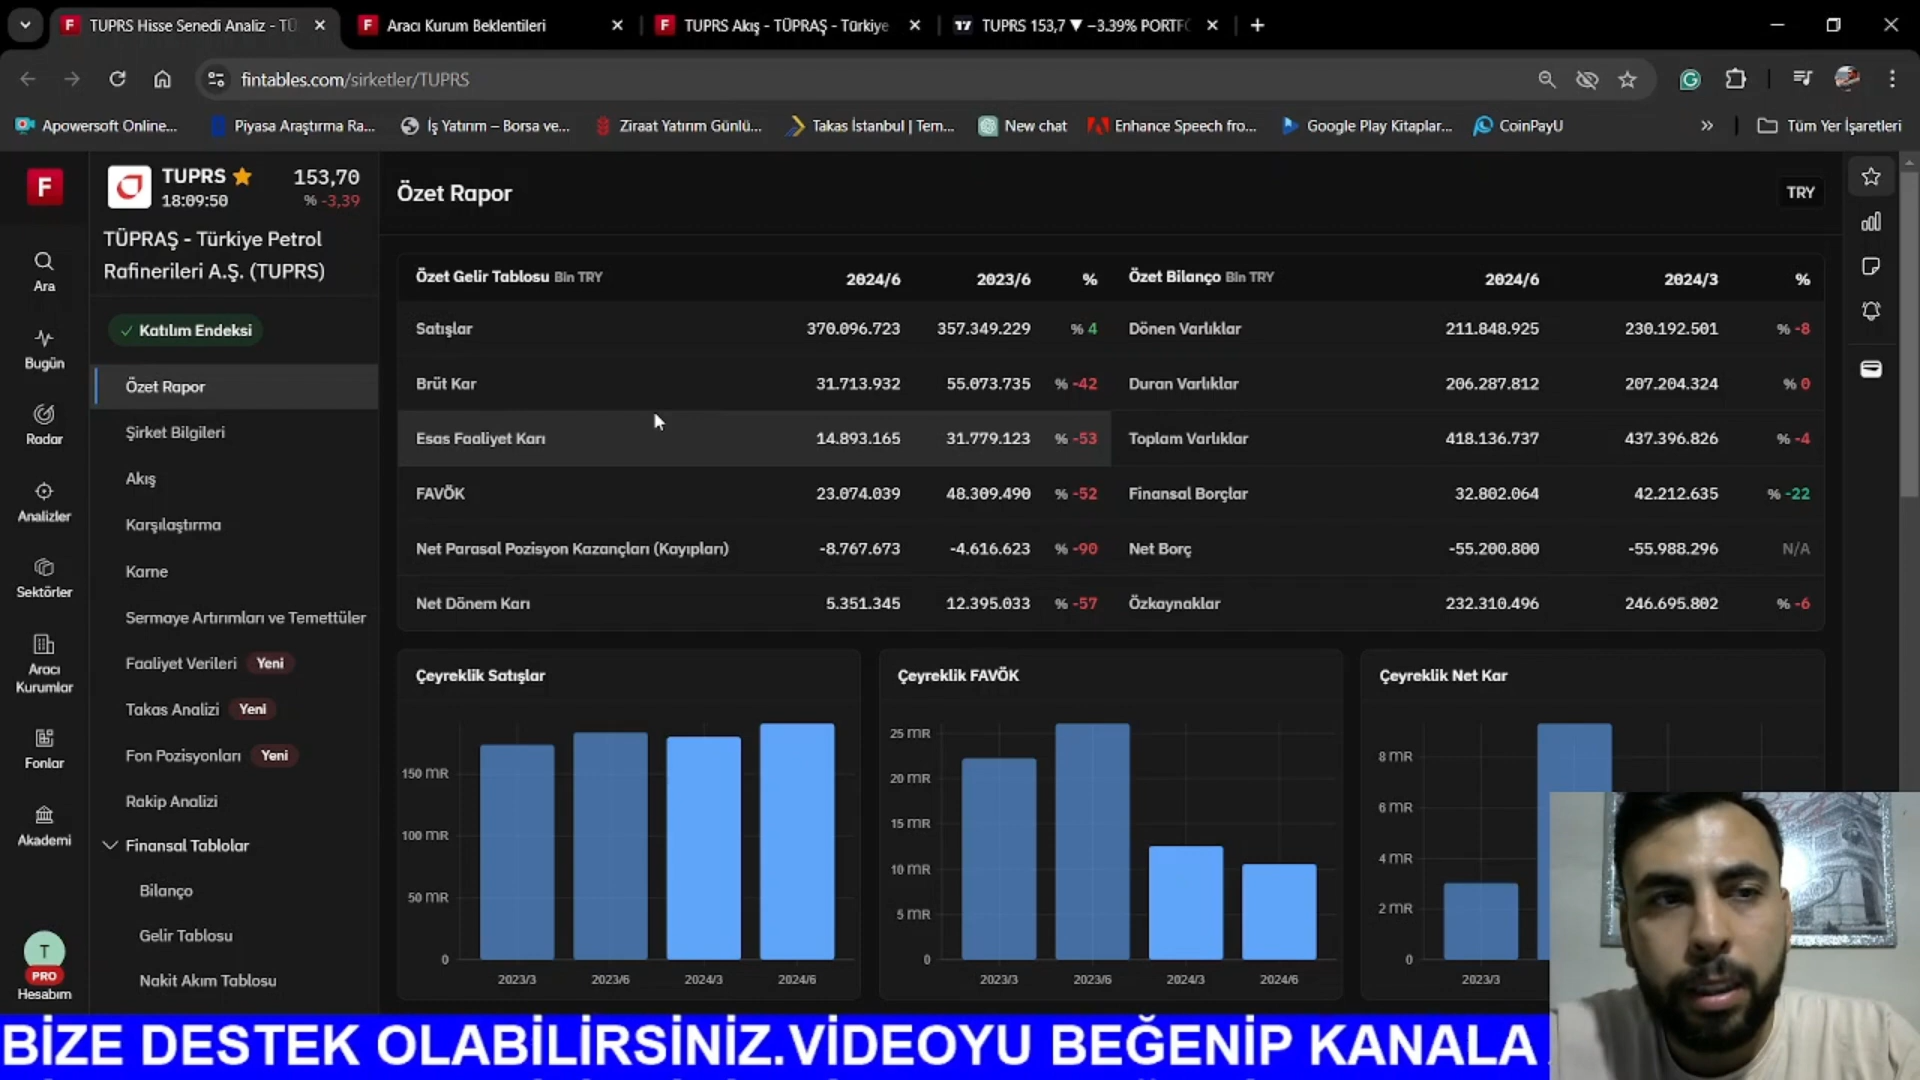 TUPRS Hisse Senedi Analiz - TÜ
Aracı Kurum Beklentileri
TUPRS Akış - TÜPRAŞ - Türkiye
TUPRS 153,7 ▼ −3.39% PORTFO
fintables.com/sirketler/TUPRS
Apowersoft Online...
Piyasa Araştırma Ra...
İş Yatırım – Borsa ve...
Ziraat Yatırım Günlü...
Takas İstanbul | Tem...
New chat
Enhance Speech fro...
Google Play Kitaplar...
CoinPayU
»
Tüm Yer İşaretleri
F
Ara
Bugün
Radar
Analizler
Sektörler
Aracı
Kurumlar
Fonlar
Akademi
T
PRO
Hesabım
TUPRS 153,70
18:09:50 % -3,39
TÜPRAŞ - Türkiye Petrol
Rafinerileri A.Ş. (TUPRS)
✓ Katılım Endeksi
Özet Rapor
Şirket Bilgileri
Akış
Karşılaştırma
Karne
Sermaye Artırımları ve Temettüler
Faaliyet Verileri Yeni
Takas Analizi Yeni
Fon Pozisyonları Yeni
Rakip Analizi
Finansal Tablolar
Bilanço
Gelir Tablosu
Nakit Akım Tablosu
Özet Rapor TRY
Özet Gelir Tablosu Bin TRY 2024/6 2023/6 %
Satışlar 370.096.723 357.349.229 % 4
Brüt Kar 31.713.932 55.073.735 % -42
Esas Faaliyet Karı 14.893.165 31.779.123 % -53
FAVÖK 23.074.039 48.309.490 % -52
Net Parasal Pozisyon Kazançları (Kayıpları) -8.767.673 -4.616.623 % -90
Net Dönem Karı 5.351.345 12.395.033 % -57
Özet Bilanço Bin TRY 2024/6 2024/3 %
Dönen Varlıklar 211.848.925 230.192.501 % -8
Duran Varlıklar 206.287.812 207.204.324 % 0
Toplam Varlıklar 418.136.737 437.396.826 % -4
Finansal Borçlar 32.802.064 42.212.635 % -22
Net Borç -55.200.800 -55.988.296 N/A
Özkaynaklar 232.310.496 246.695.802 % -6
Çeyreklik Satışlar
150 mr
100 mr
50 mr
0
2023/3 2023/6 2024/3 2024/6
Çeyreklik FAVÖK
25 mr
20 mr
15 mr
10 mr
5 mr
0
2023/3 2023/6 2024/3 2024/6
Çeyreklik Net Kar
8 mr
6 mr
4 mr
2 mr
0
2023/3
BİZE DESTEK OLABİLİRSİNİZ.VİDEOYU BEĞENİP KANALA